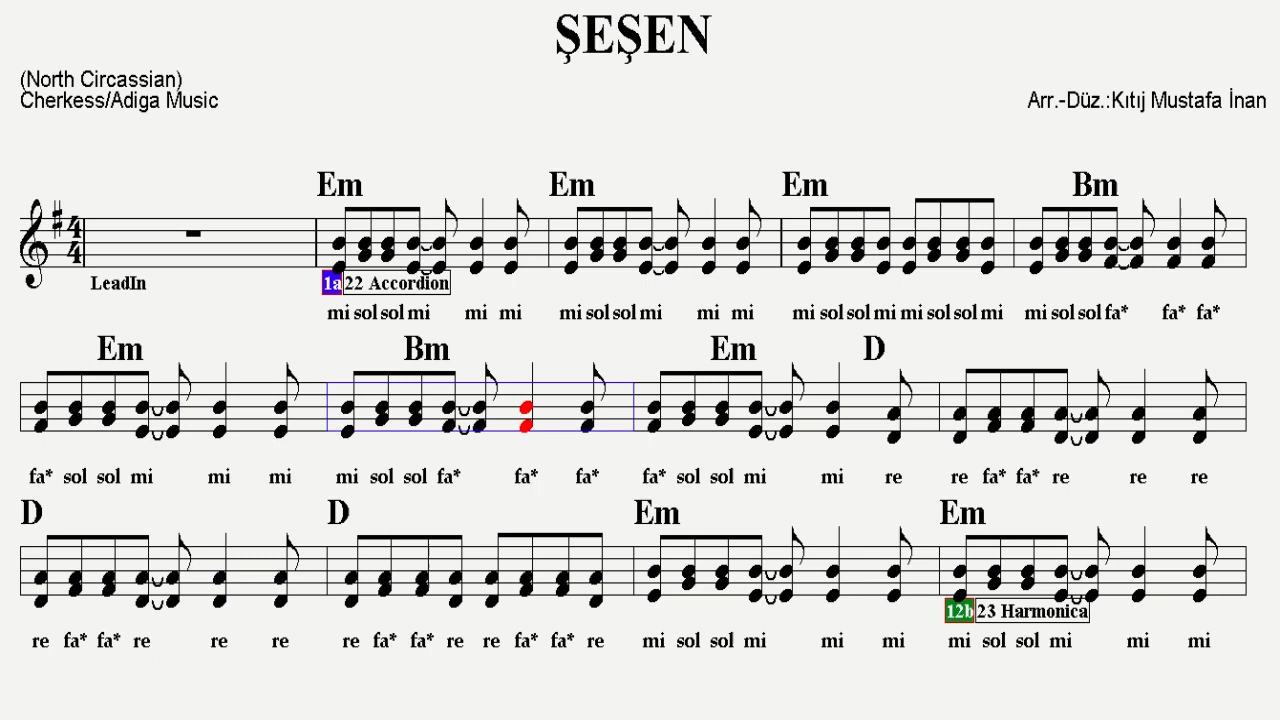 ŞEŞEN
(North Circassian)
Cherkess/Adiga Music
Arr.-Düz.:Kıtıj Mustafa İnan
Em Em Em Bm
4
4
LeadIn
1a 22 Accordion
mi sol sol mi mi mi mi sol sol mi mi mi mi sol sol mi mi sol sol mi mi sol sol fa* fa* fa*
Em Bm Em D
fa* sol sol mi mi mi mi sol sol fa* fa* fa* fa* sol sol mi mi re re fa* fa* re re re
D D Em Em
12b 23 Harmonica
re fa* fa* re re re re fa* fa* re re fa* fa* re mi sol sol mi mi mi mi sol sol mi mi mi